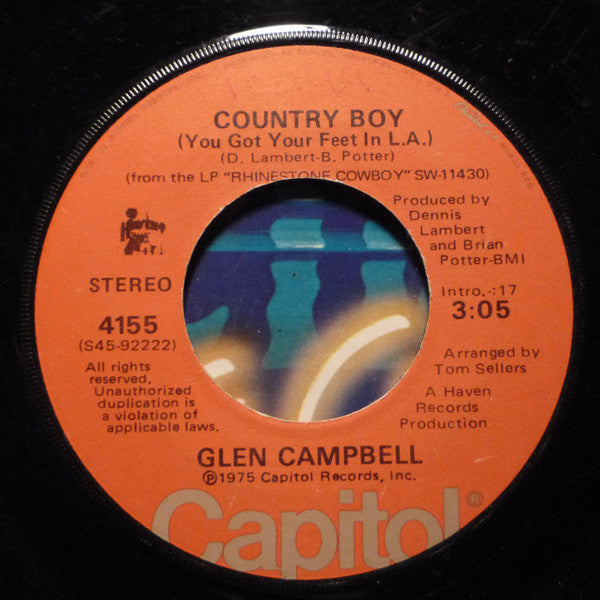 COUNTRY BOY
(You Got Your Feet In L.A.)
(D. Lambert-B. Potter)
(from the LP "RHINESTONE COWBOY" SW-11430)
Produced by
Dennis
Lambert
and Brian
Potter-BMI
STEREO
Intro.-:17
3:05
4155
(S45-92222)
All rights
reserved.
Unauthorized
duplication is
a violation of
applicable laws.
Arranged by
Tom Sellers
A Haven
Records
Production
GLEN CAMPBELL
Ⓟ1975 Capitol Records, Inc.
Capitol®